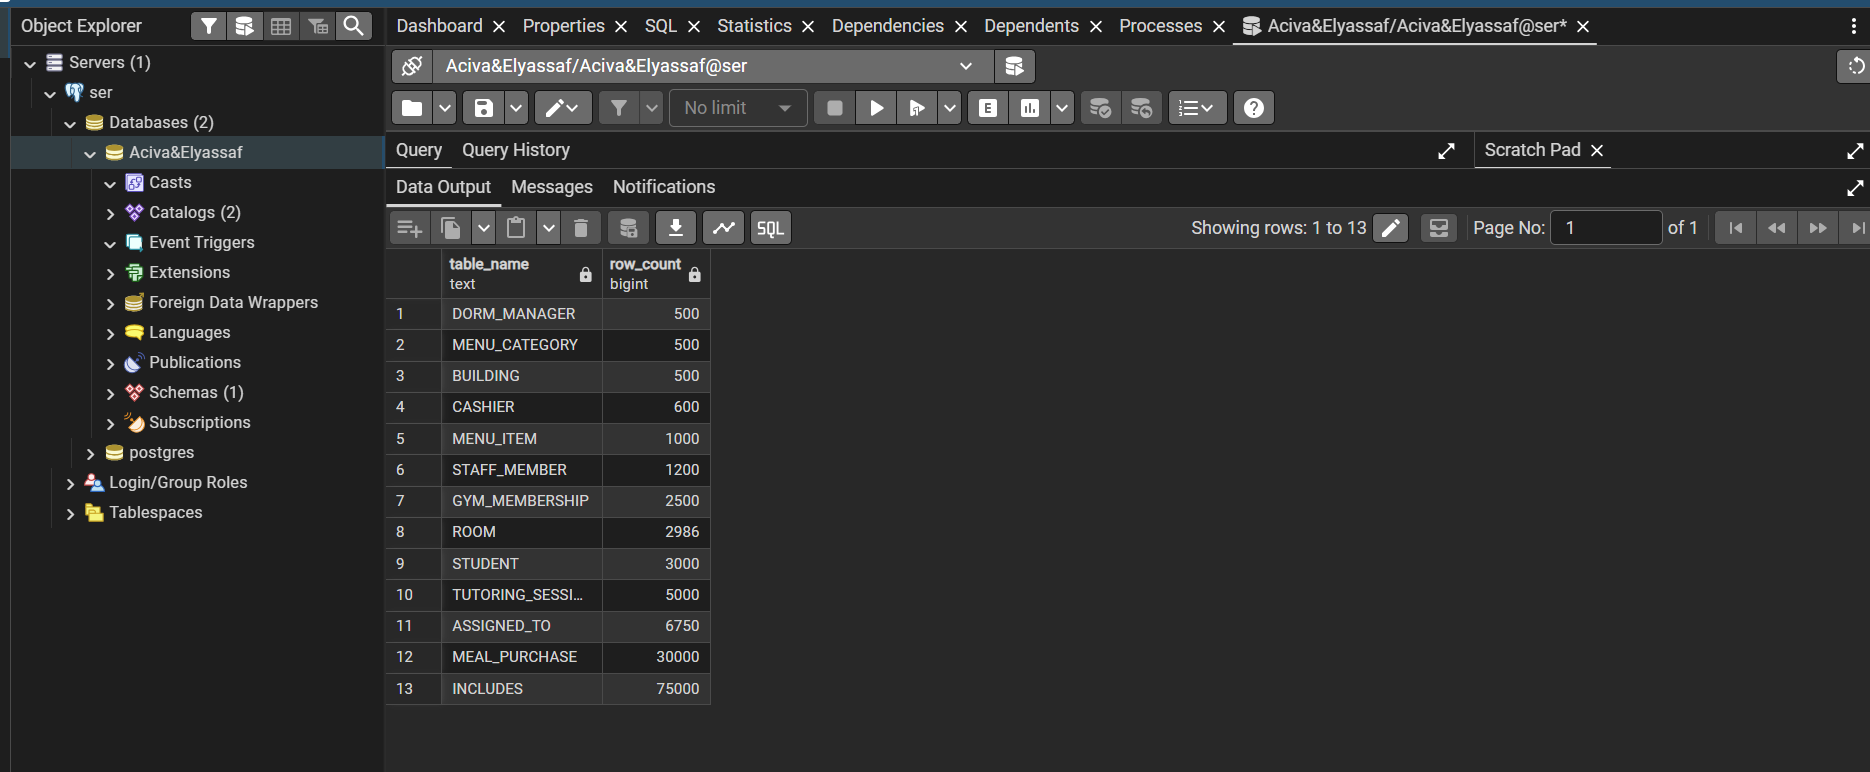 Object Explorer
Dashboard Properties SQL Statistics Dependencies Dependents Processes Aciva&Elyassaf/Aciva&Elyassaf@ser*
Servers (1)
ser
Databases (2)
Aciva&Elyassaf
Casts
Catalogs (2)
Event Triggers
Extensions
Foreign Data Wrappers
Languages
Publications
Schemas (1)
Subscriptions
postgres
Login/Group Roles
Tablespaces
Aciva&Elyassaf/Aciva&Elyassaf@ser
No limit E
Query Query History Scratch Pad
Data Output Messages Notifications
SQL Showing rows: 1 to 13 Page No: 1 of 1
table_name row_count
text bigint
1 DORM_MANAGER 500
2 MENU_CATEGORY 500
3 BUILDING 500
4 CASHIER 600
5 MENU_ITEM 1000
6 STAFF_MEMBER 1200
7 GYM_MEMBERSHIP 2500
8 ROOM 2986
9 STUDENT 3000
10 TUTORING_SESSI... 5000
11 ASSIGNED_TO 6750
12 MEAL_PURCHASE 30000
13 INCLUDES 75000